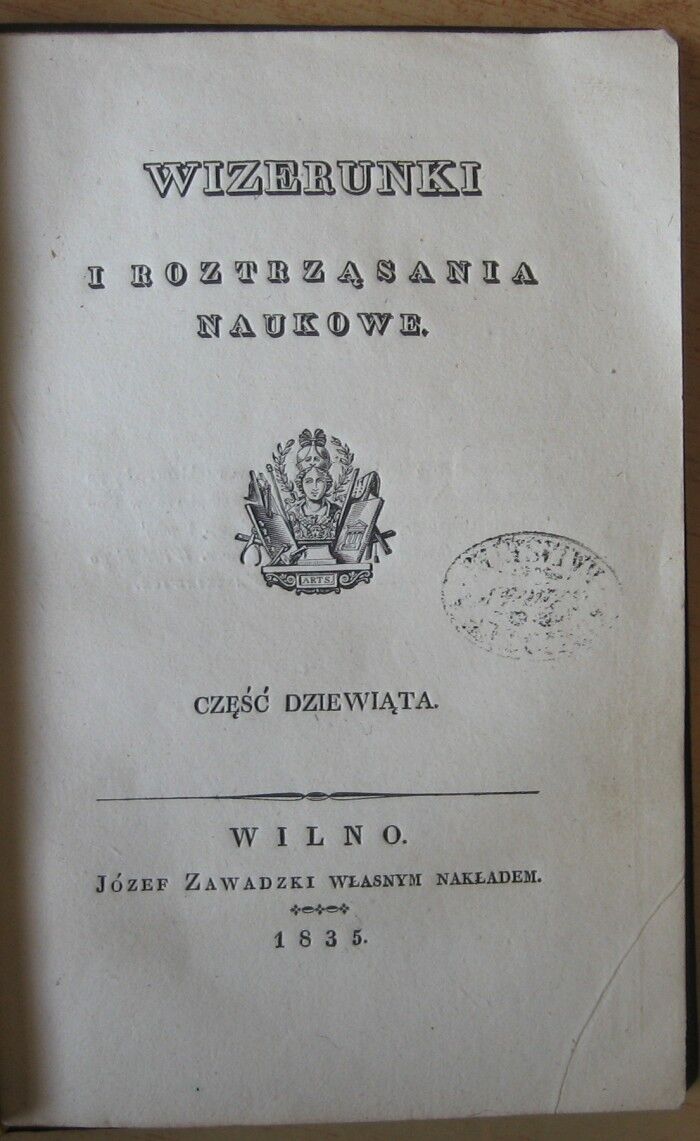 WIZERUNKI
I ROZTRZĄSANIA
NAUKOWE.
ARTS.
CZĘŚĆ DZIEWIĄTA.
WILNO.
JÓZEF ZAWADZKI WŁASNYM NAKŁADEM.
1835.